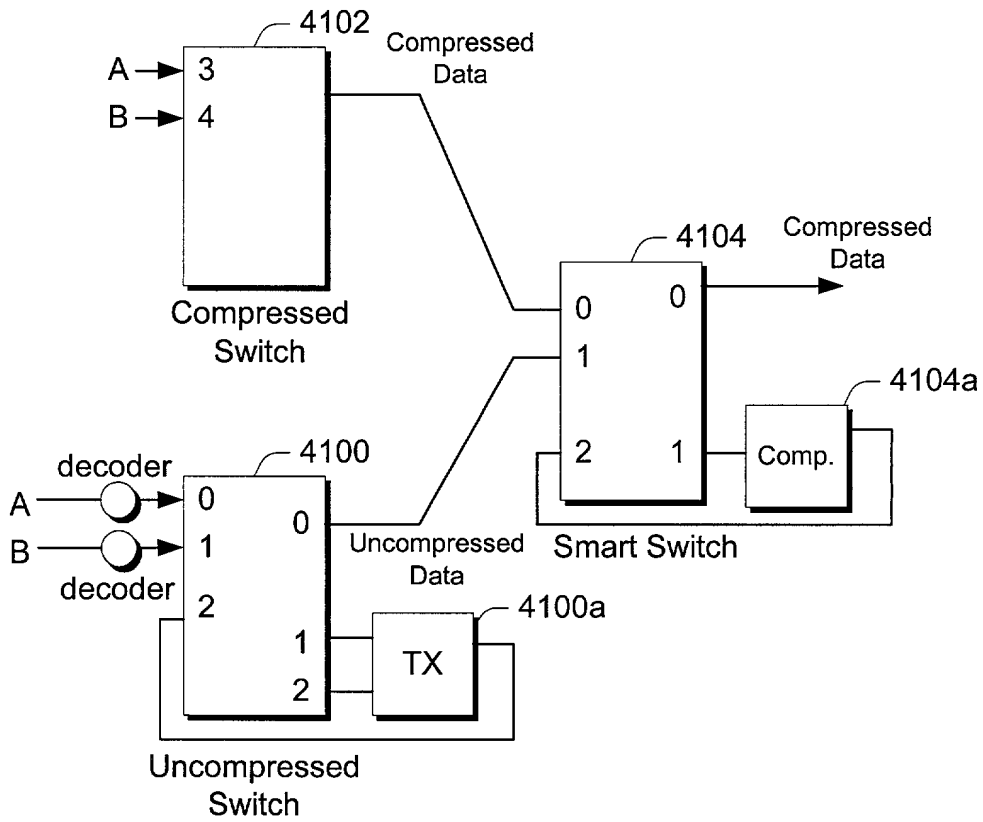 4102
Compressed
Data
A
3
B
4
Compressed
Switch
4104
Compressed
Data
0
0
1
2
1
4104a
Comp.
Smart Switch
4100
decoder
A
0
0
B
1
decoder
2
Uncompressed
Data
4100a
1
TX
2
Uncompressed
Switch